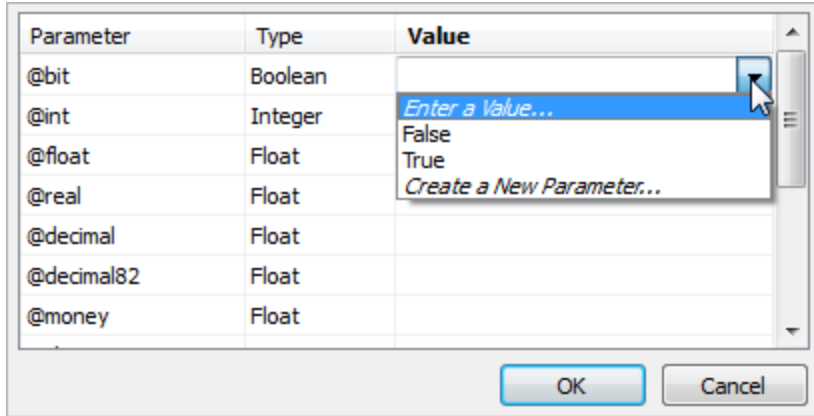 Parameter Type Value
@bit Boolean
Enter a Value...
@int Integer
False
@float Float
True
Create a New Parameter...
@real Float
@decimal Float
@decimal82 Float
@money Float
OK Cancel